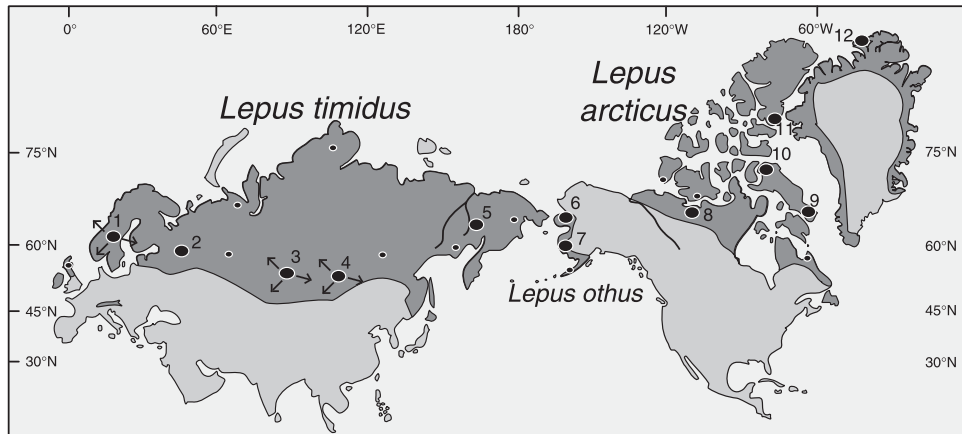 0° 60°E 120°E 180° 120°W 60°W
12
Lepus timidus
Lepus
arcticus
11
75°N 75°N
10
1 2 3 4 5 6 7 8 9
60°N 60°N
Lepus othus
45°N 45°N
30°N 30°N